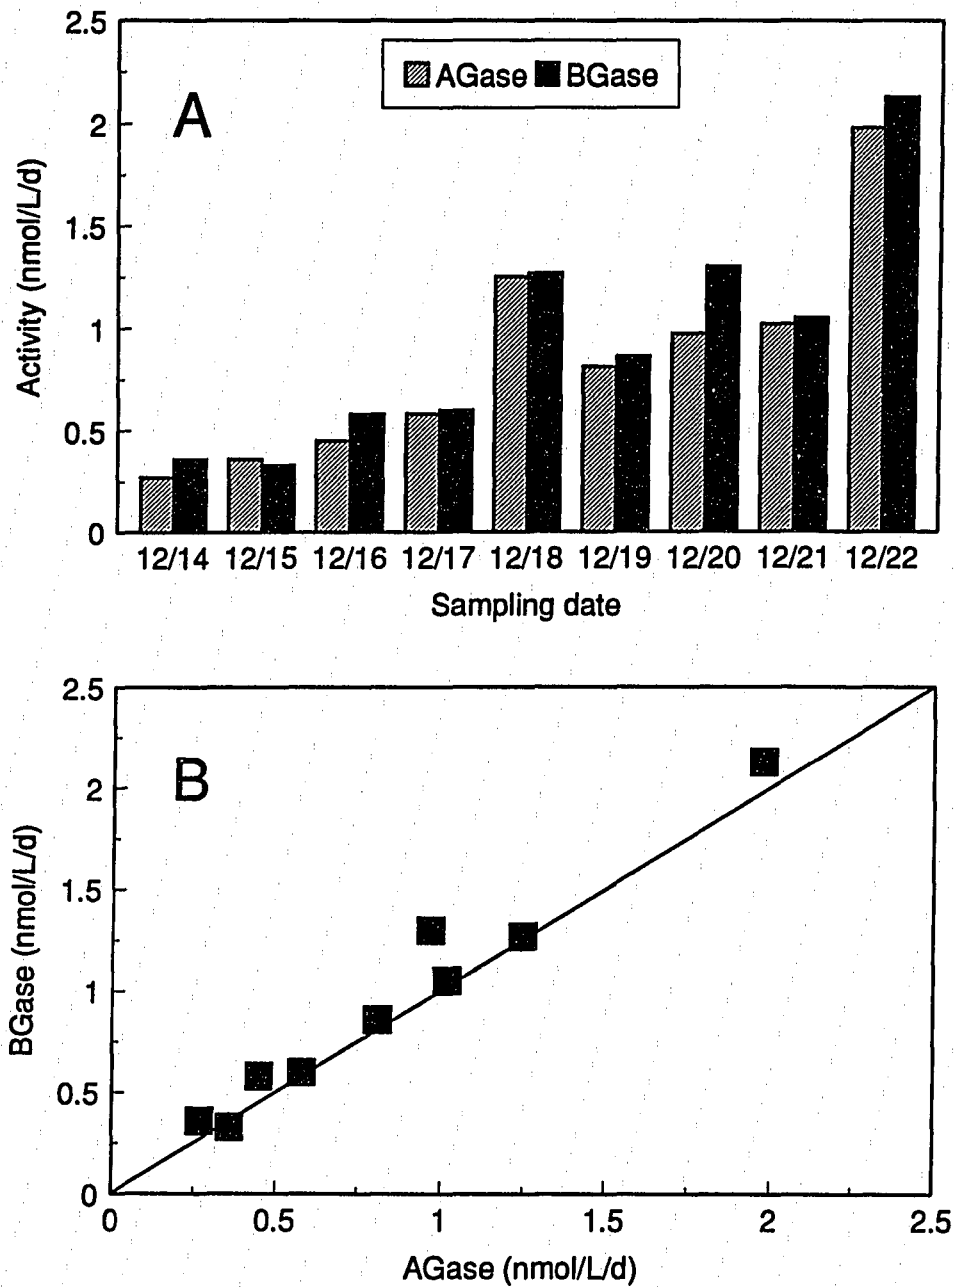 2.5
AGase BGase
A
2
1.5
1
0.5
0
Activity (nmol/L/d)
12/14 12/15 12/16 12/17 12/18 12/19 12/20 12/21 12/22
Sampling date
2.5
B
2
1.5
1
0.5
0
BGase (nmol/L/d)
0 0.5 1 1.5 2 2.5
AGase (nmol/L/d)